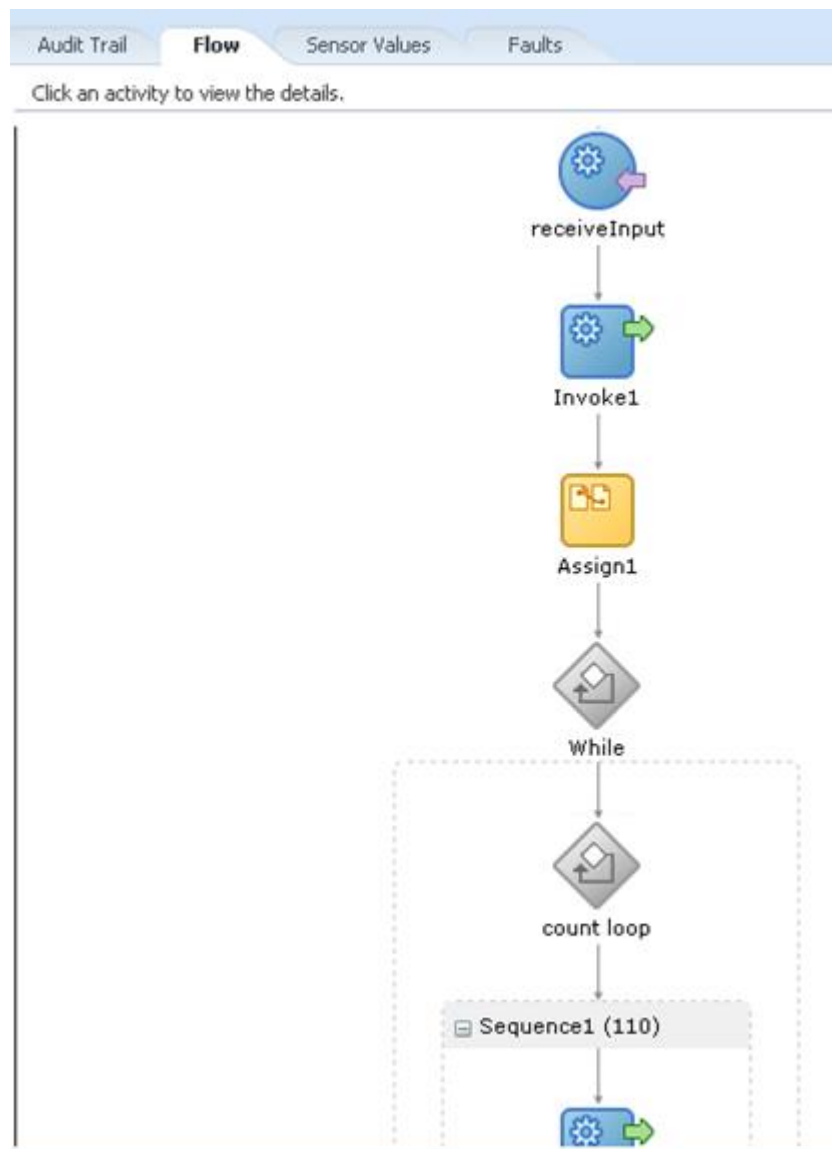 Audit Trail Flow Sensor Values Faults
Click an activity to view the details.
receiveInput
Invoke1
Assign1
While
count loop
Sequence1 (110)